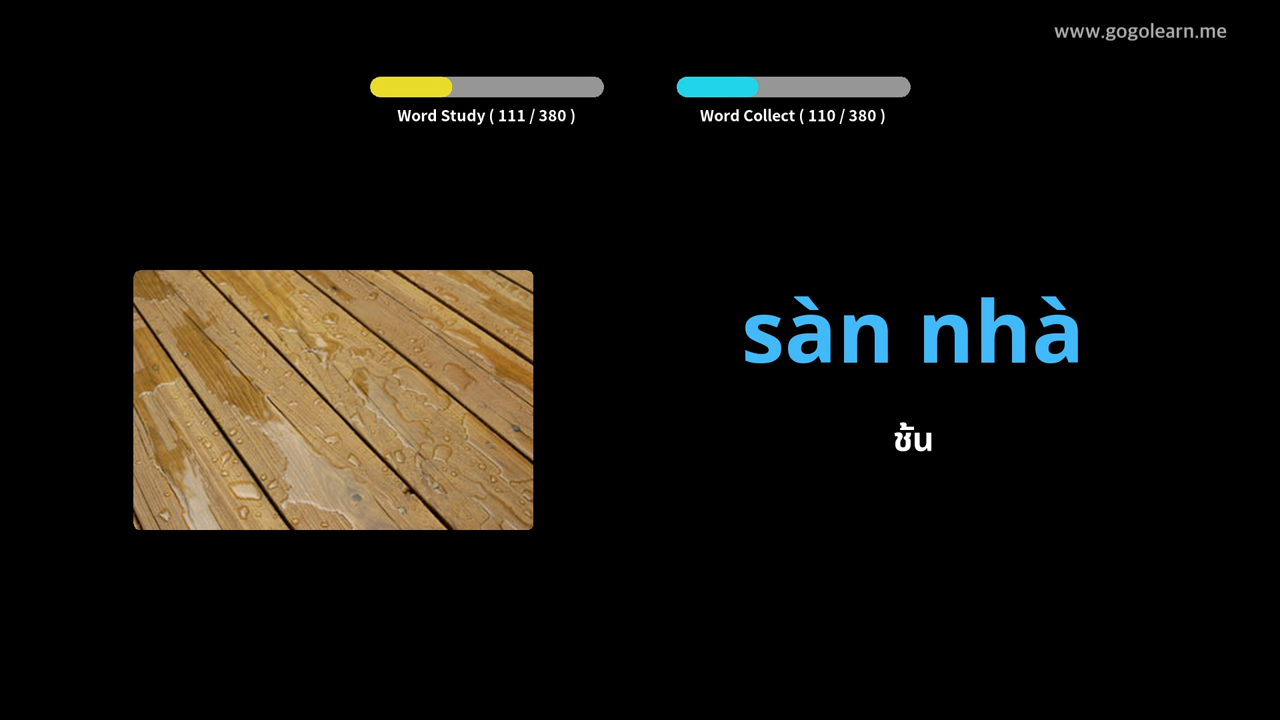 www.gogolearn.me
Word Study ( 111 / 380 )
Word Collect ( 110 / 380 )
sàn nhà
ชั้น